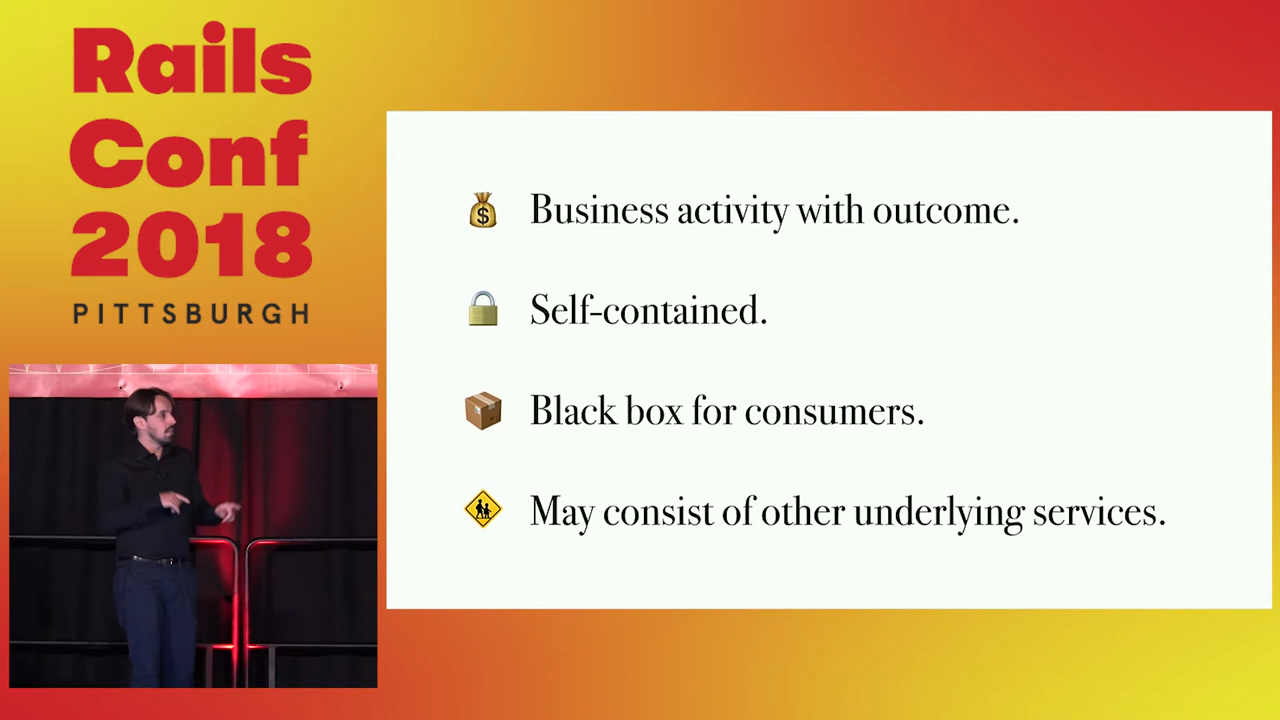 Rails
Conf
2018
PITTSBURGH
Business activity with outcome.
Self-contained.
Black box for consumers.
May consist of other underlying services.